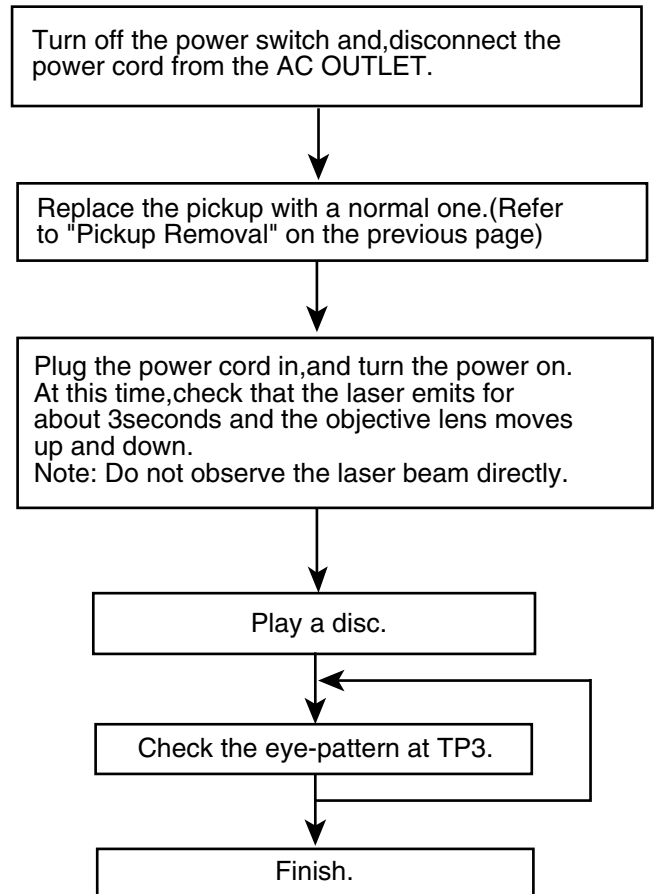 Turn off the power switch and,disconnect the
power cord from the AC OUTLET.
Replace the pickup with a normal one.(Refer
to "Pickup Removal" on the previous page)
Plug the power cord in,and turn the power on.
At this time,check that the laser emits for
about 3seconds and the objective lens moves
up and down.
Note: Do not observe the laser beam directly.
Play a disc.
Check the eye-pattern at TP3.
Finish.